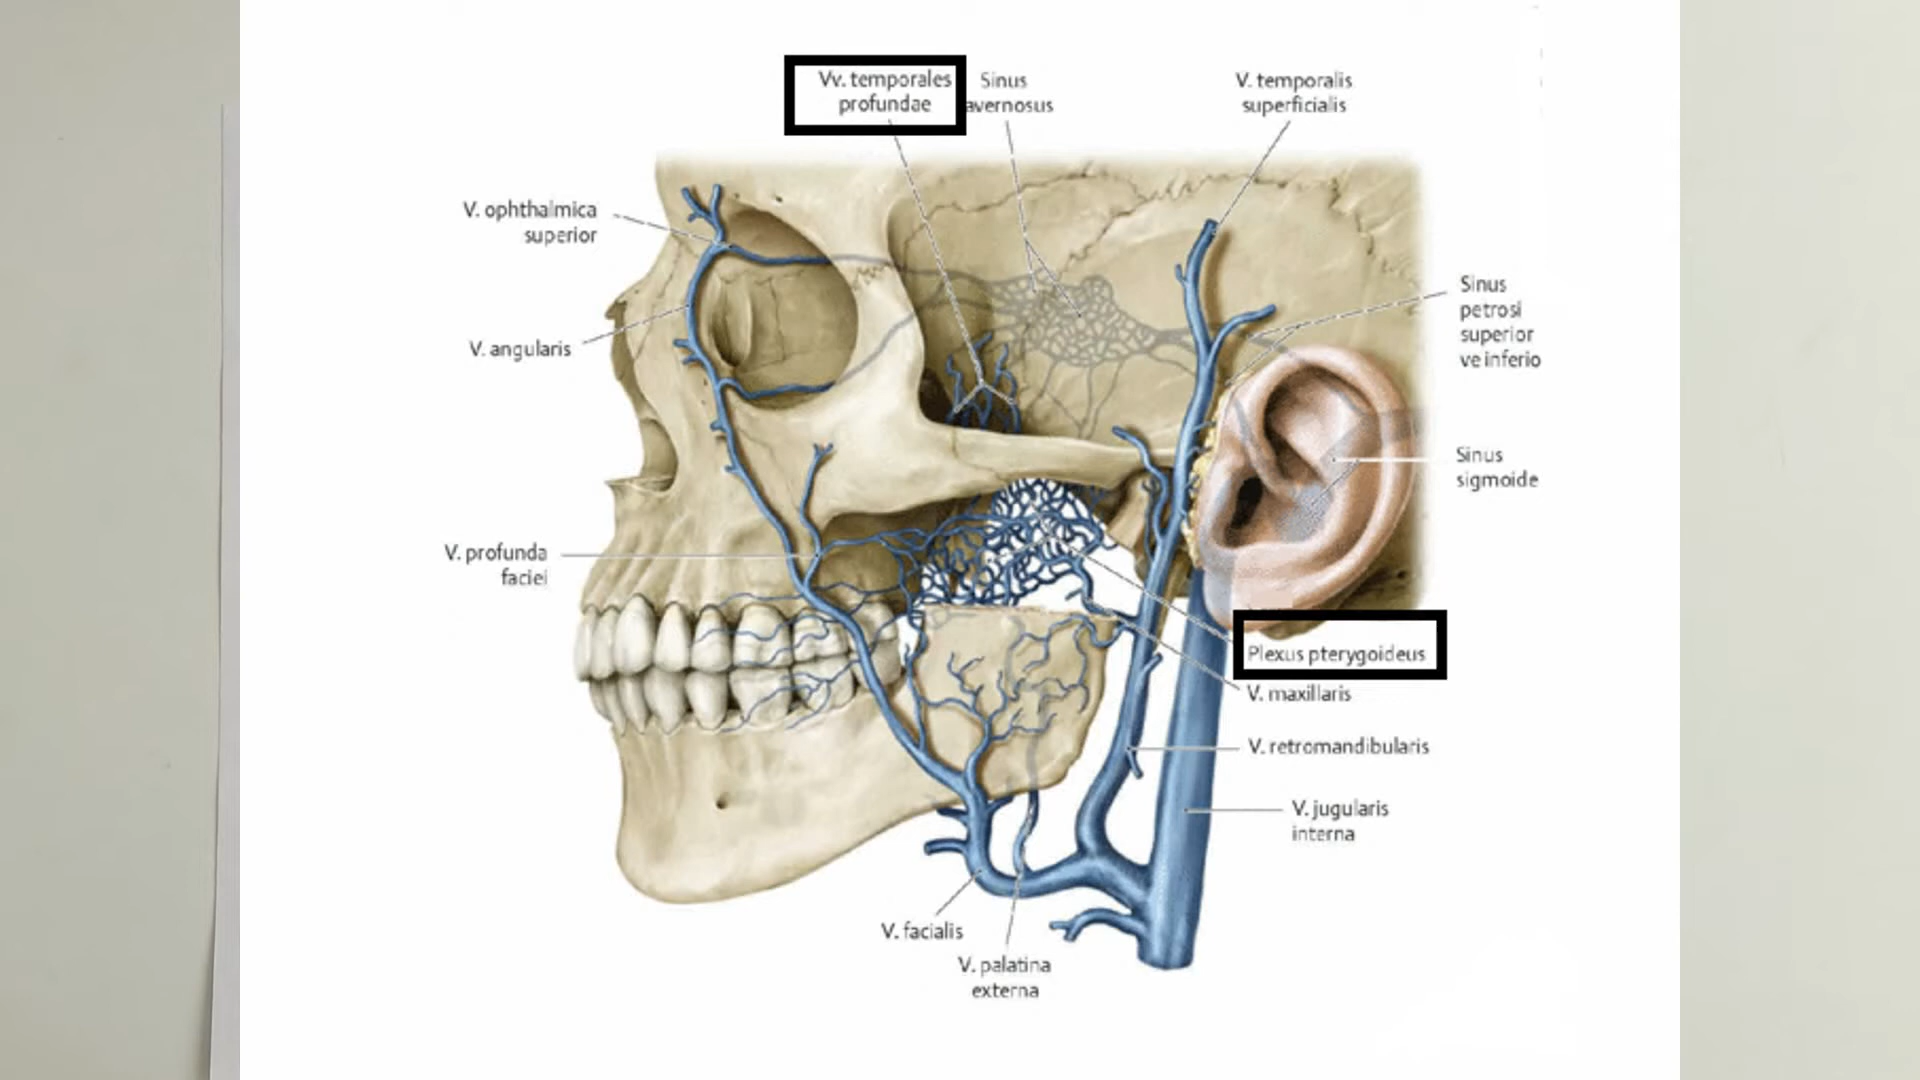 Vv. temporales
profundae
Sinus
avernosus
V. temporalis
superficialis
V. ophthalmica
superior
Sinus
petrosi
superior
ve inferio
V. angularis
Sinus
sigmoide
V. profunda
faciei
Plexus pterygoideus
V. maxillaris
V. retromandibularis
V. jugularis
interna
V. facialis
V. palatina
externa